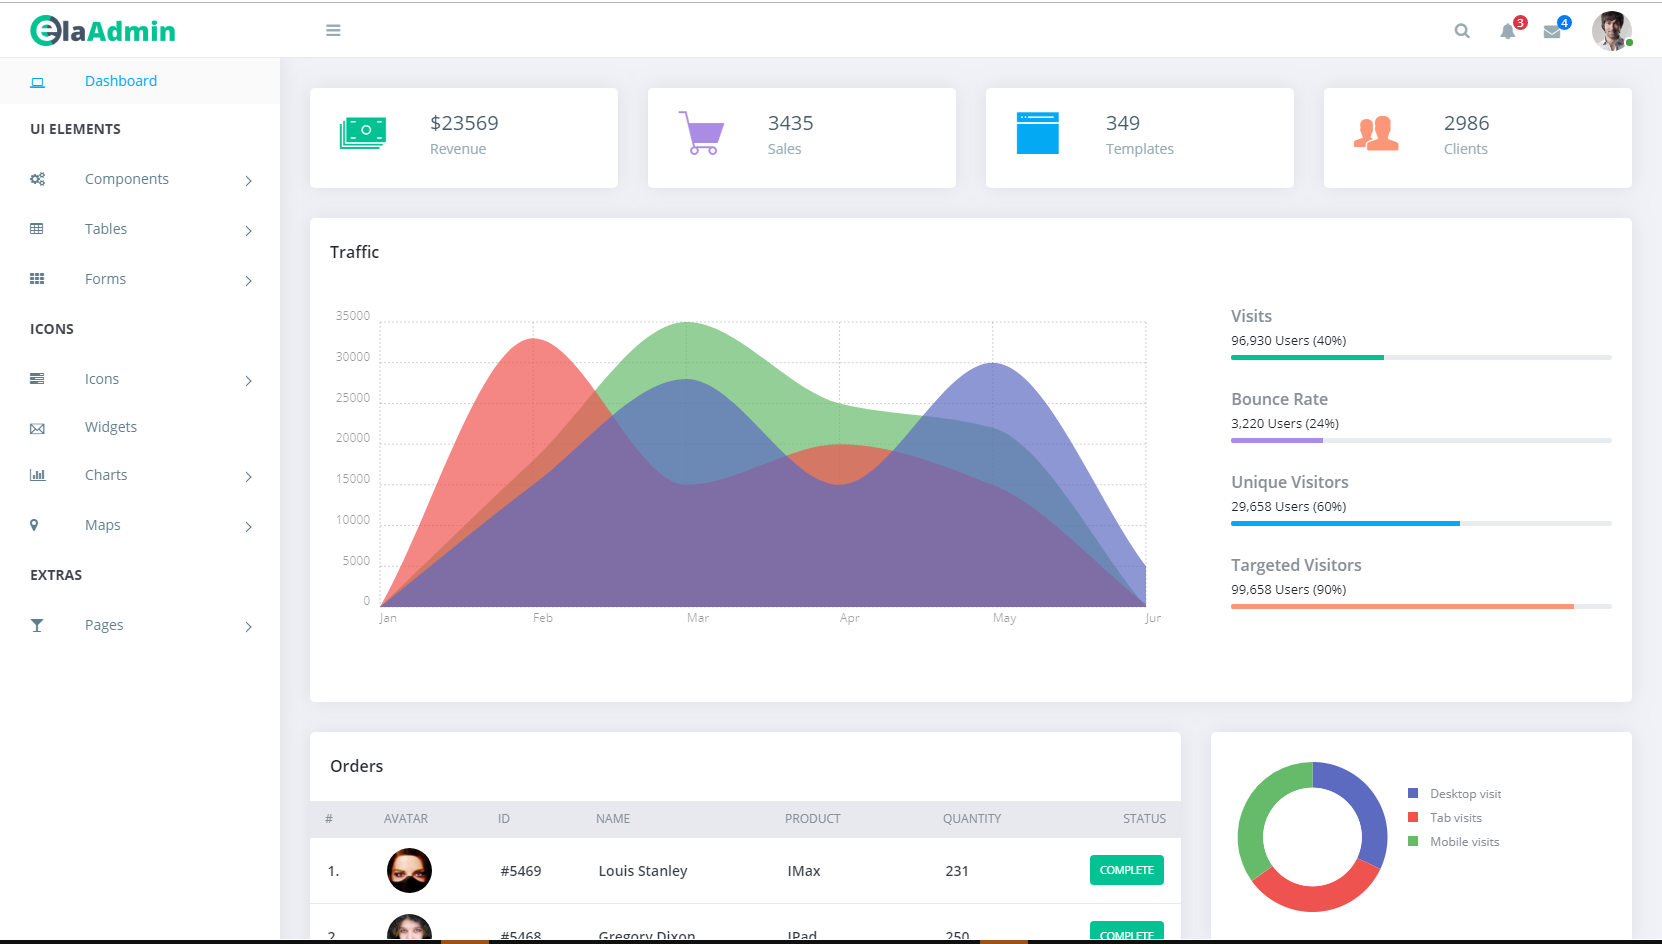 elaAdmin
3
4
Dashboard
UI ELEMENTS
Components
Tables
Forms
ICONS
Icons
Widgets
Charts
Maps
EXTRAS
Pages
$23569
Revenue
3435
Sales
349
Templates
2986
Clients
Traffic
35000
30000
25000
20000
15000
10000
5000
0
Jan Feb Mar Apr May Jur
Visits
96,930 Users (40%)
Bounce Rate
3,220 Users (24%)
Unique Visitors
29,658 Users (60%)
Targeted Visitors
99,658 Users (90%)
Orders
# AVATAR ID NAME PRODUCT QUANTITY STATUS
1. #5469 Louis Stanley IMax 231 COMPLETE
2. #5468 Gregory Dixon IPad 250 COMPLETE
Desktop visit
Tab visits
Mobile visits